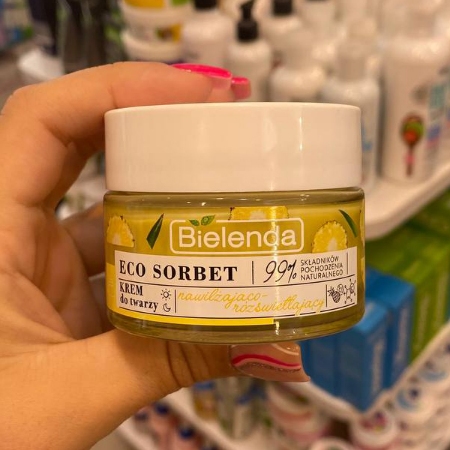 Bielenda
ECO SORBET
99%
SKŁADNIKÓW
POCHODZENIA
NATURALNEGO
KREM
do twarzy
nawilżająco-
rozświetlający